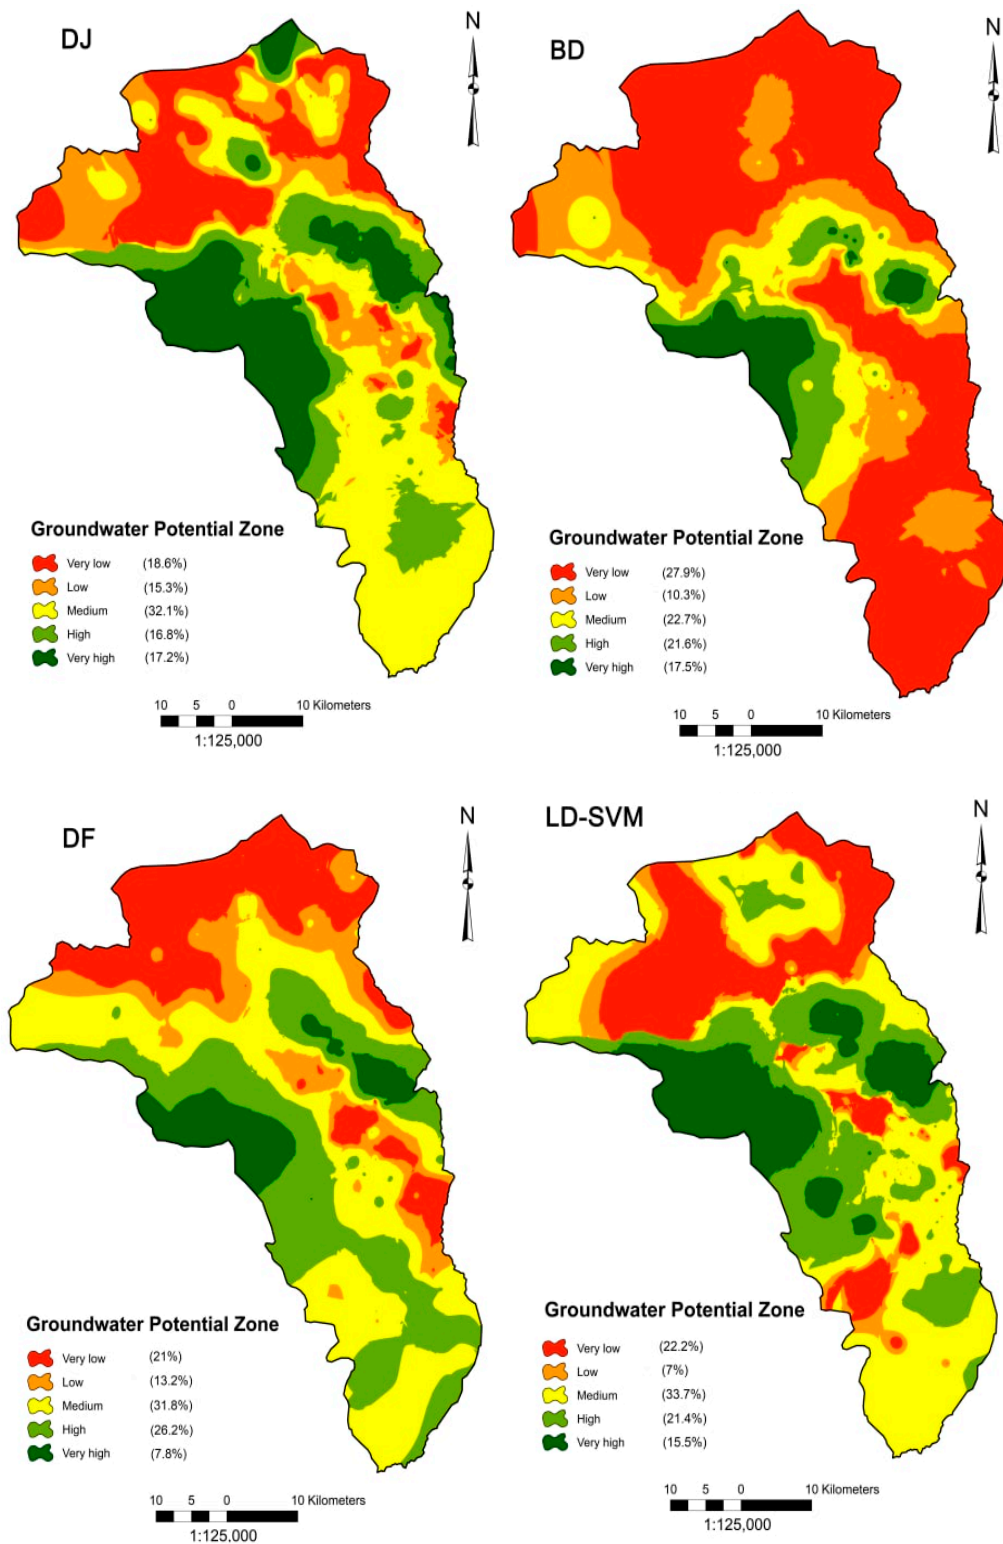 DJ
N
Groundwater Potential Zone
Very low (18.6%)
Low (15.3%)
Medium (32.1%)
High (16.8%)
Very high (17.2%)
10 5 0 10 Kilometers
1:125,000
BD
N
Groundwater Potential Zone
Very low (27.9%)
Low (10.3%)
Medium (22.7%)
High (21.6%)
Very high (17.5%)
10 5 0 10 Kilometers
1:125,000
DF
N
Groundwater Potential Zone
Very low (21%)
Low (13.2%)
Medium (31.8%)
High (26.2%)
Very high (7.8%)
10 5 0 10 Kilometers
1:125,000
LD-SVM
N
Groundwater Potential Zone
Very low (22.2%)
Low (7%)
Medium (33.7%)
High (21.4%)
Very high (15.5%)
10 5 0 10 Kilometers
1:125,000